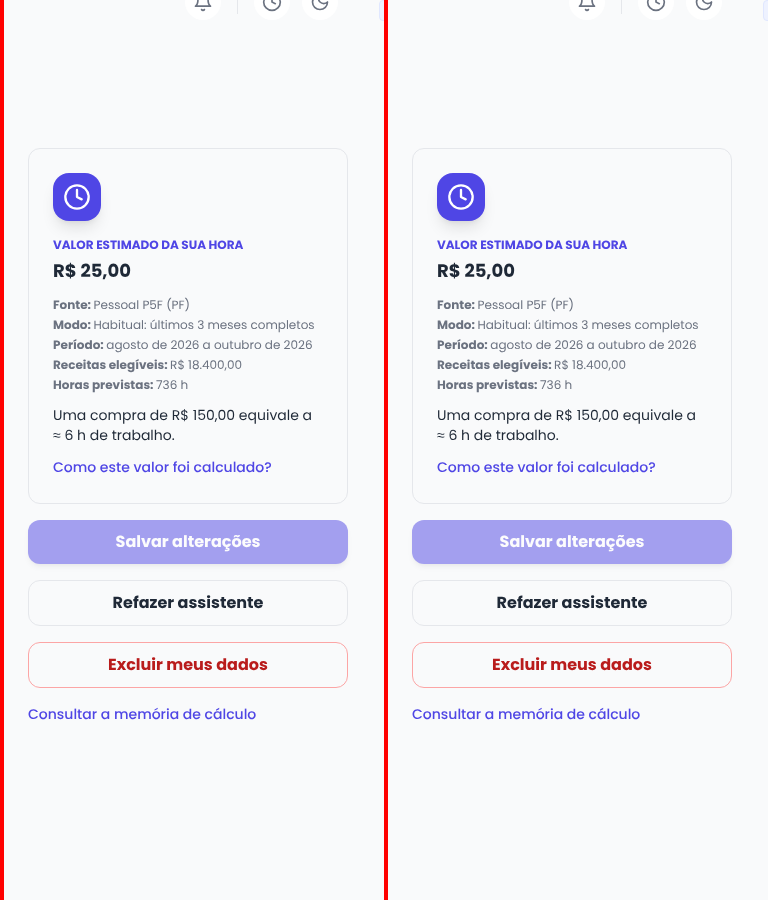 VALOR ESTIMADO DA SUA HORA
R$ 25,00
Fonte: Pessoal P5F (PF)
Modo: Habitual: últimos 3 meses completos
Período: agosto de 2026 a outubro de 2026
Receitas elegíveis: R$ 18.400,00
Horas previstas: 736 h
Uma compra de R$ 150,00 equivale a
≈ 6 h de trabalho.
Como este valor foi calculado?
Salvar alterações
Refazer assistente
Excluir meus dados
Consultar a memória de cálculo
VALOR ESTIMADO DA SUA HORA
R$ 25,00
Fonte: Pessoal P5F (PF)
Modo: Habitual: últimos 3 meses completos
Período: agosto de 2026 a outubro de 2026
Receitas elegíveis: R$ 18.400,00
Horas previstas: 736 h
Uma compra de R$ 150,00 equivale a
≈ 6 h de trabalho.
Como este valor foi calculado?
Salvar alterações
Refazer assistente
Excluir meus dados
Consultar a memória de cálculo